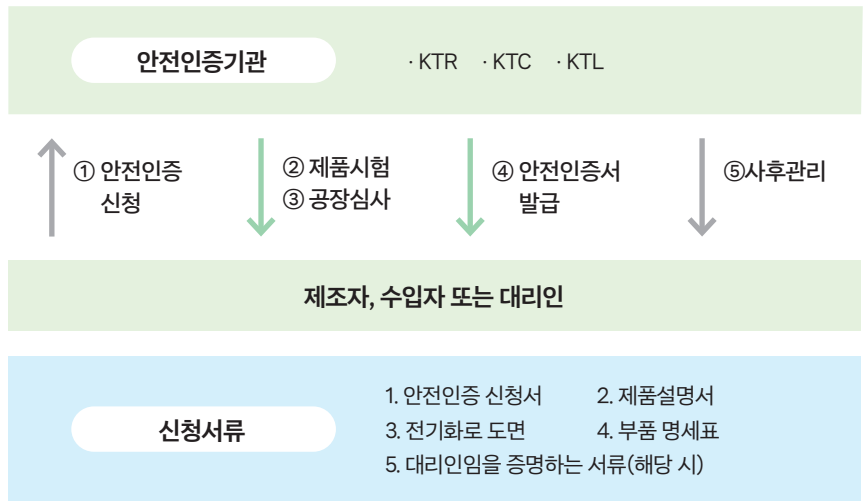 안전인증기관
· KTR · KTC · KTL
① 안전인증
신청
② 제품시험
③ 공장심사
④ 안전인증서
발급
⑤사후관리
제조자, 수입자 또는 대리인
신청서류
1. 안전인증 신청서 2. 제품설명서
3. 전기화로 도면 4. 부품 명세표
5. 대리인임을 증명하는 서류(해당 시)